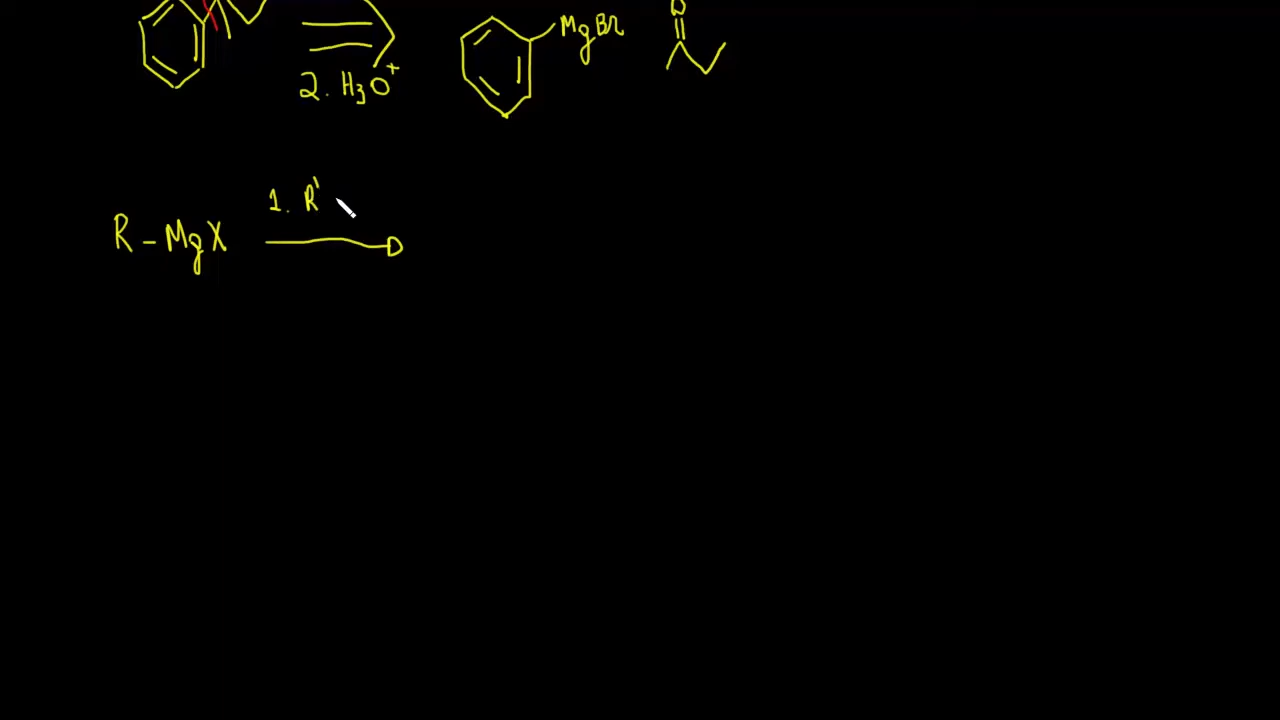 O
MgBr
2. H3O+
1. R'
R-MgX